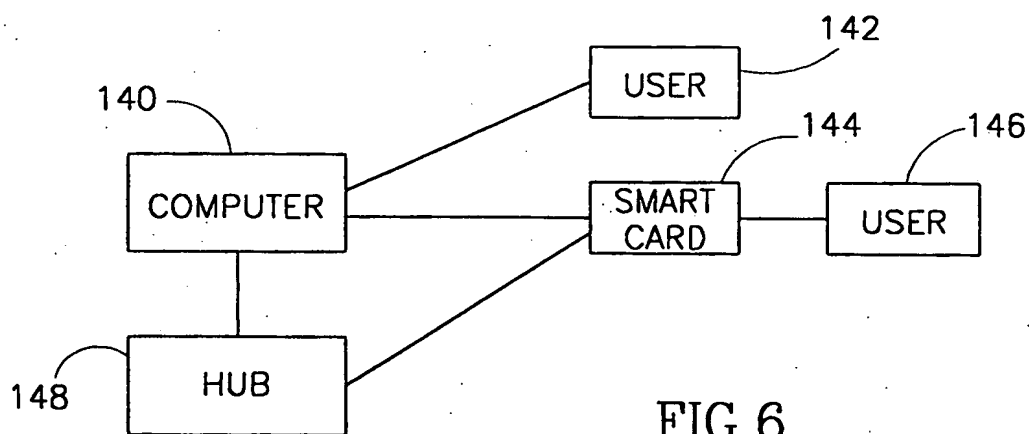 142
USER
140
144
146
COMPUTER
SMART
CARD
USER
148
HUB
FIG 6